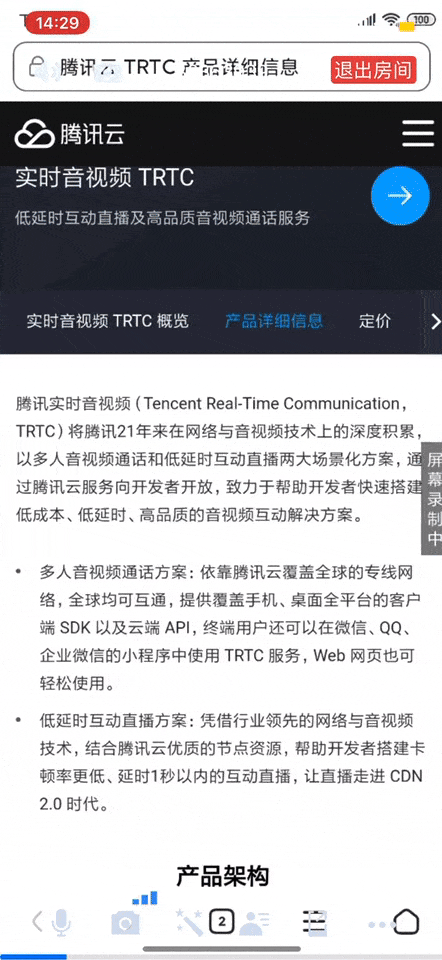 14:29
100
腾讯云 TRTC 产品详细信息
退出房间
腾讯云
实时音视频 TRTC
低延时互动直播及高品质音视频通话服务
实时音视频 TRTC 概览 产品详细信息 定价
腾讯实时音视频（Tencent Real-Time Communication，
TRTC）将腾讯21年来在网络与音视频技术上的深度积累，
以多人音视频通话和低延时互动直播两大场景化方案，通
过腾讯云服务向开发者开放，致力于帮助开发者快速搭建
低成本、低延时、高品质的音视频互动解决方案。
屏幕录制中
• 多人音视频通话方案：依靠腾讯云覆盖全球的专线网
络，全球均可互通，提供覆盖手机、桌面全平台的客户
端 SDK 以及云端 API，终端用户还可以在微信、QQ、
企业微信的小程序中使用 TRTC 服务，Web 网页也可
轻松使用。
• 低延时互动直播方案：凭借行业领先的网络与音视频
技术，结合腾讯云优质的节点资源，帮助开发者搭建卡
顿率更低、延时1秒以内的互动直播，让直播走进 CDN
2.0 时代。
产品架构
2